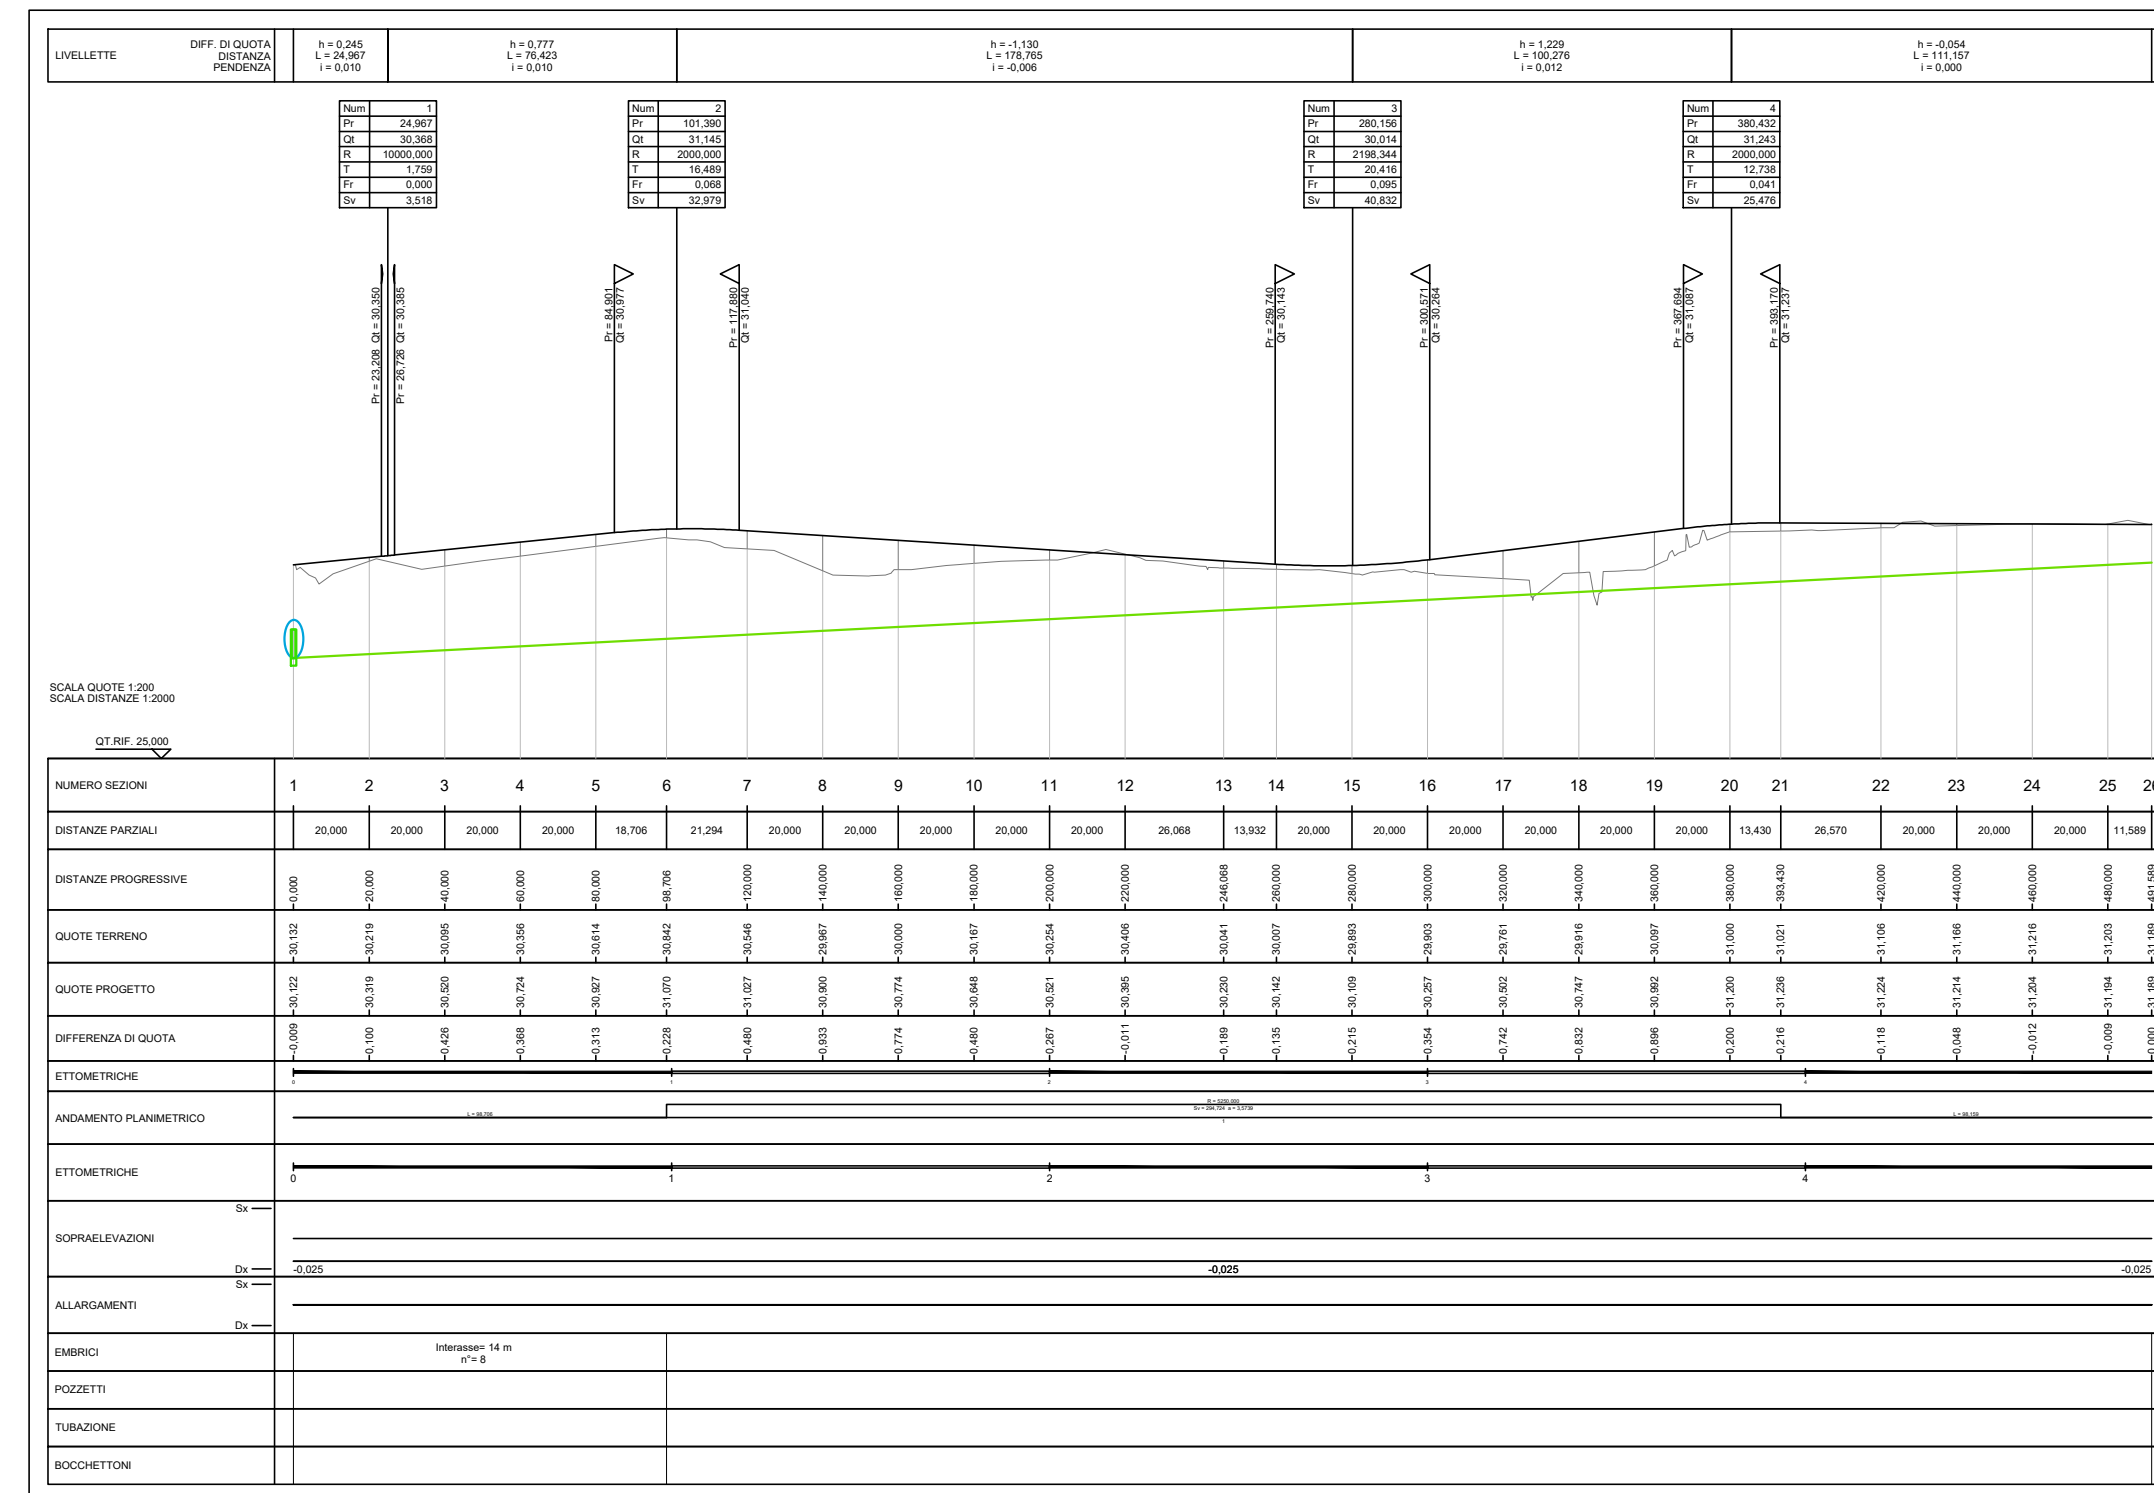 LIVELLETTE
DIFF. DI QUOTA
DISTANZA
PENDENZA
h = 0,245
L = 24,967
i = 0,010
h = 0,777
L = 76,423
i = 0,010
h = -1,130
L = 178,765
i = -0,006
h = 1,229
L = 100,276
i = 0,012
h = -0,054
L = 111,157
i = 0,000
Num 1
Pr 24,967
Qt 30,368
R 10000,000
T 1,759
Fr 0,000
Sv 3,518
Num 2
Pr 101,390
Qt 31,145
R 2000,000
T 16,489
Fr 0,068
Sv 32,979
Num 3
Pr 280,156
Qt 30,014
R 2198,344
T 20,416
Fr 0,095
Sv 40,832
Num 4
Pr 380,432
Qt 31,243
R 2000,000
T 12,738
Fr 0,041
Sv 25,476
Pr = 23,208 Qt = 30,350
Pr = 26,726 Qt = 30,385
Pr = 84,901
Qt = 30,977
Pr = 117,880
Qt = 31,040
Pr = 259,740
Qt = 30,143
Pr = 300,571
Qt = 30,264
Pr = 367,694
Qt = 31,087
Pr = 393,170
Qt = 31,237
SCALA QUOTE 1:200
SCALA DISTANZE 1:2000
QT.RIF. 25,000
NUMERO SEZIONI 1 2 3 4 5 6 7 8 9 10 11 12 13 14 15 16 17 18 19 20 21 22 23 24 25
DISTANZE PARZIALI 20,000 20,000 20,000 20,000 18,706 21,294 20,000 20,000 20,000 20,000 20,000 26,068 13,932 20,000 20,000 20,000 20,000 20,000 20,000 13,430 26,570 20,000 20,000 20,000 11,589
DISTANZE PROGRESSIVE 0,000 20,000 40,000 60,000 80,000 98,706 120,000 140,000 160,000 180,000 200,000 220,000 246,068 260,000 280,000 300,000 320,000 340,000 360,000 380,000 393,430 420,000 440,000 460,000 480,000 491,589
QUOTE TERRENO 30,132 30,219 30,095 30,356 30,614 30,842 30,546 29,967 30,000 30,167 30,254 30,406 30,041 30,007 29,893 29,903 29,761 29,916 30,097 31,000 31,021 31,106 31,166 31,216 31,203 31,189
QUOTE PROGETTO 30,122 30,319 30,520 30,724 30,927 31,070 31,027 30,900 30,774 30,648 30,521 30,395 30,230 30,142 30,109 30,257 30,502 30,747 30,992 31,200 31,236 31,224 31,214 31,204 31,194 31,189
DIFFERENZA DI QUOTA -0,009 0,100 0,426 0,368 0,313 0,228 0,480 0,933 0,774 0,480 0,267 -0,011 0,189 0,135 0,215 0,354 0,742 0,832 0,896 0,200 0,216 0,118 0,048 -0,012 -0,009 0,000
ETTOMETRICHE 0 1 2 3 4
ANDAMENTO PLANIMETRICO
L = 98,706
R = 5250,000
Sv = 294,724 a = 3,5739
1
L = 98,159
ETTOMETRICHE 0 1 2 3 4
SOPRAELEVAZIONI
Sx
Dx
-0,025 -0,025 -0,025
ALLARGAMENTI
Sx
Dx
EMBRICI
Interasse= 14 m
n°= 8
POZZETTI
TUBAZIONE
BOCCHETTONI